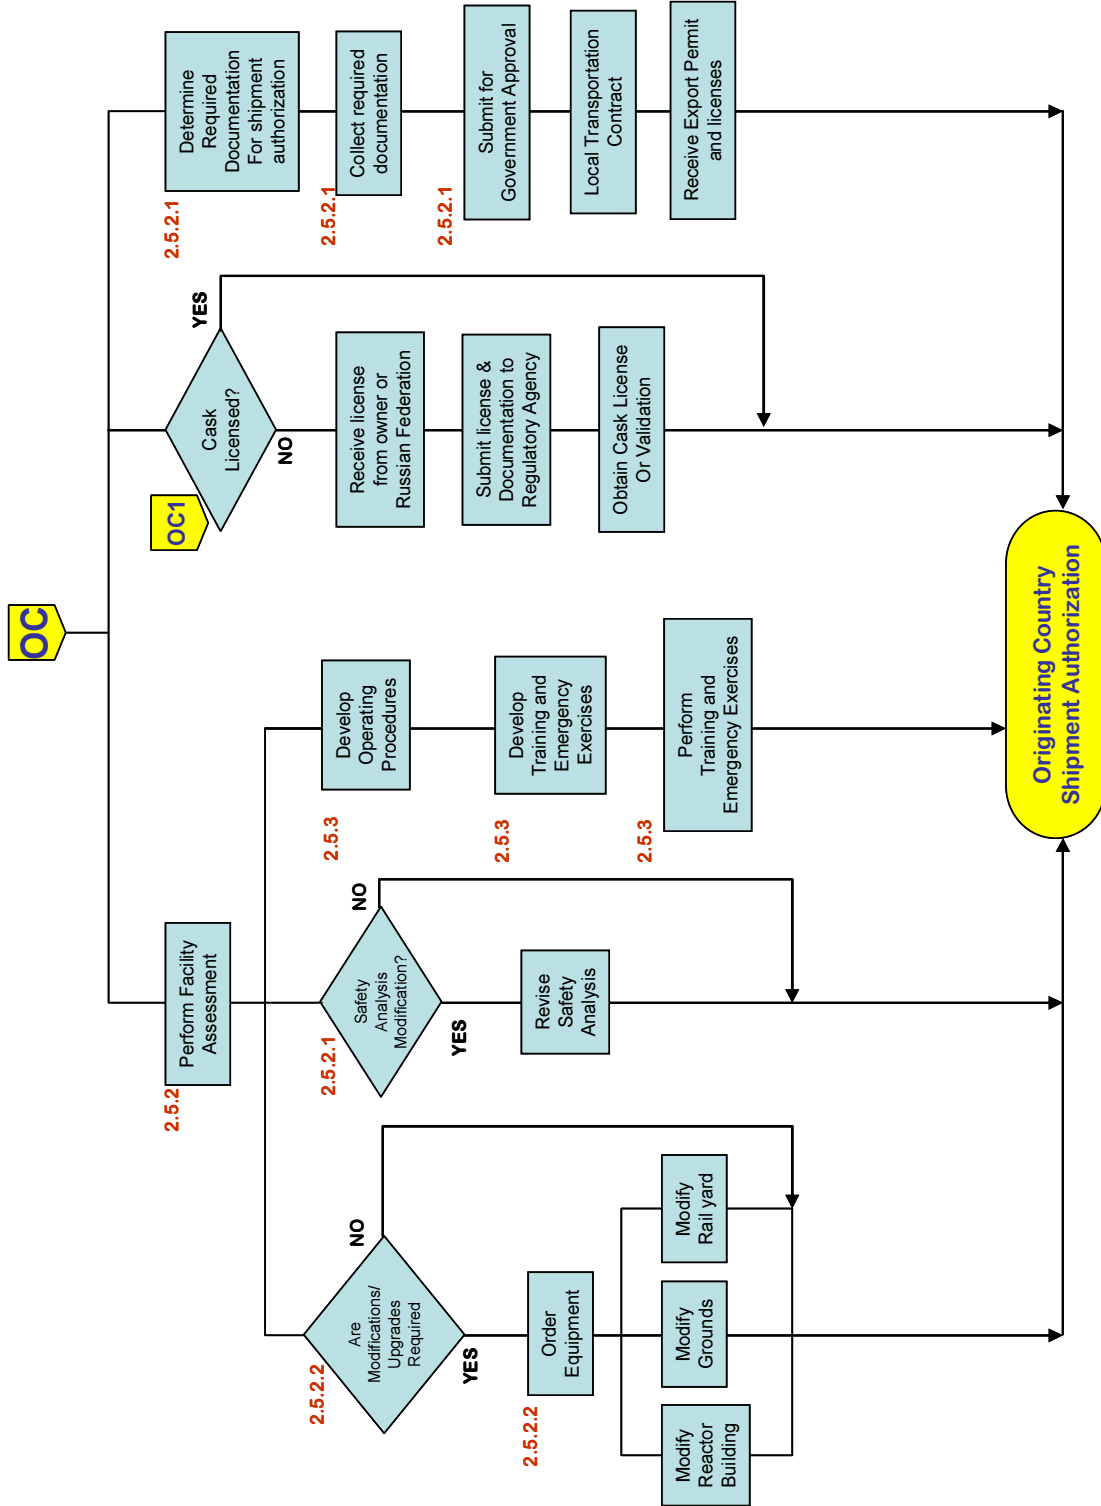 OC
2.5.2
Perform Facility
Assessment
2.5.2.2
Are
Modifications/
Upgrades
Required
NO
YES
2.5.2.2
Order
Equipment
Modify
Reactor
Building
Modify
Grounds
Modify
Rail yard
2.5.2.1
Safety
Analysis
Modification?
NO
YES
Revise
Safety
Analysis
2.5.3
Develop
Operating
Procedures
2.5.3
Develop
Training and
Emergency
Exercises
2.5.3
Perform
Training and
Emergency Exercises
OC1
Cask
Licensed?
YES
NO
Receive license
from owner or
Russian Federation
Submit license &
Documentation to
Regulatory Agency
Obtain Cask License
Or Validation
2.5.2.1
Determine
Required
Documentation
For shipment
authorization
2.5.2.1
Collect required
documentation
2.5.2.1
Submit for
Government Approval
Local Transportation
Contract
Receive Export Permit
and licenses
Originating Country
Shipment Authorization